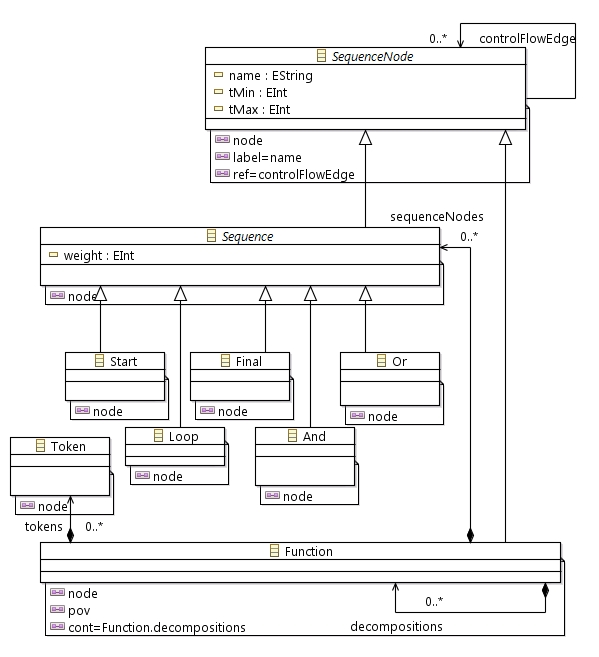 0..*
controlFlowEdge
SequenceNode
name : EString
tMin : EInt
tMax : EInt
node
label=name
ref=controlFlowEdge
sequenceNodes
0..*
Sequence
weight : EInt
node
Start
node
Final
node
Or
node
Loop
node
And
node
Token
node
tokens
0..*
Function
node
pov
cont=Function.decompositions
0..*
decompositions